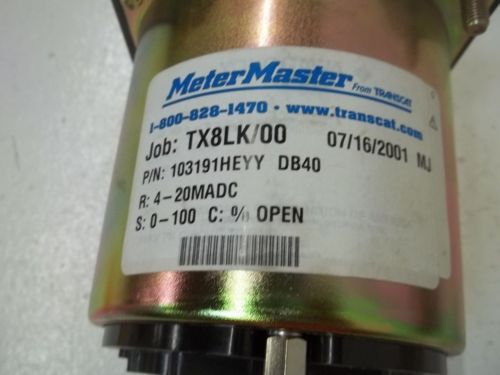 MeterMaster From TRANSCAT
1-800-828-1470 • www.transcat.com
Job: TX8LK/00 07/16/2001 MJ
P/N: 103191HEYY DB40
R: 4-20MADC
S: 0-100 C: % OPEN